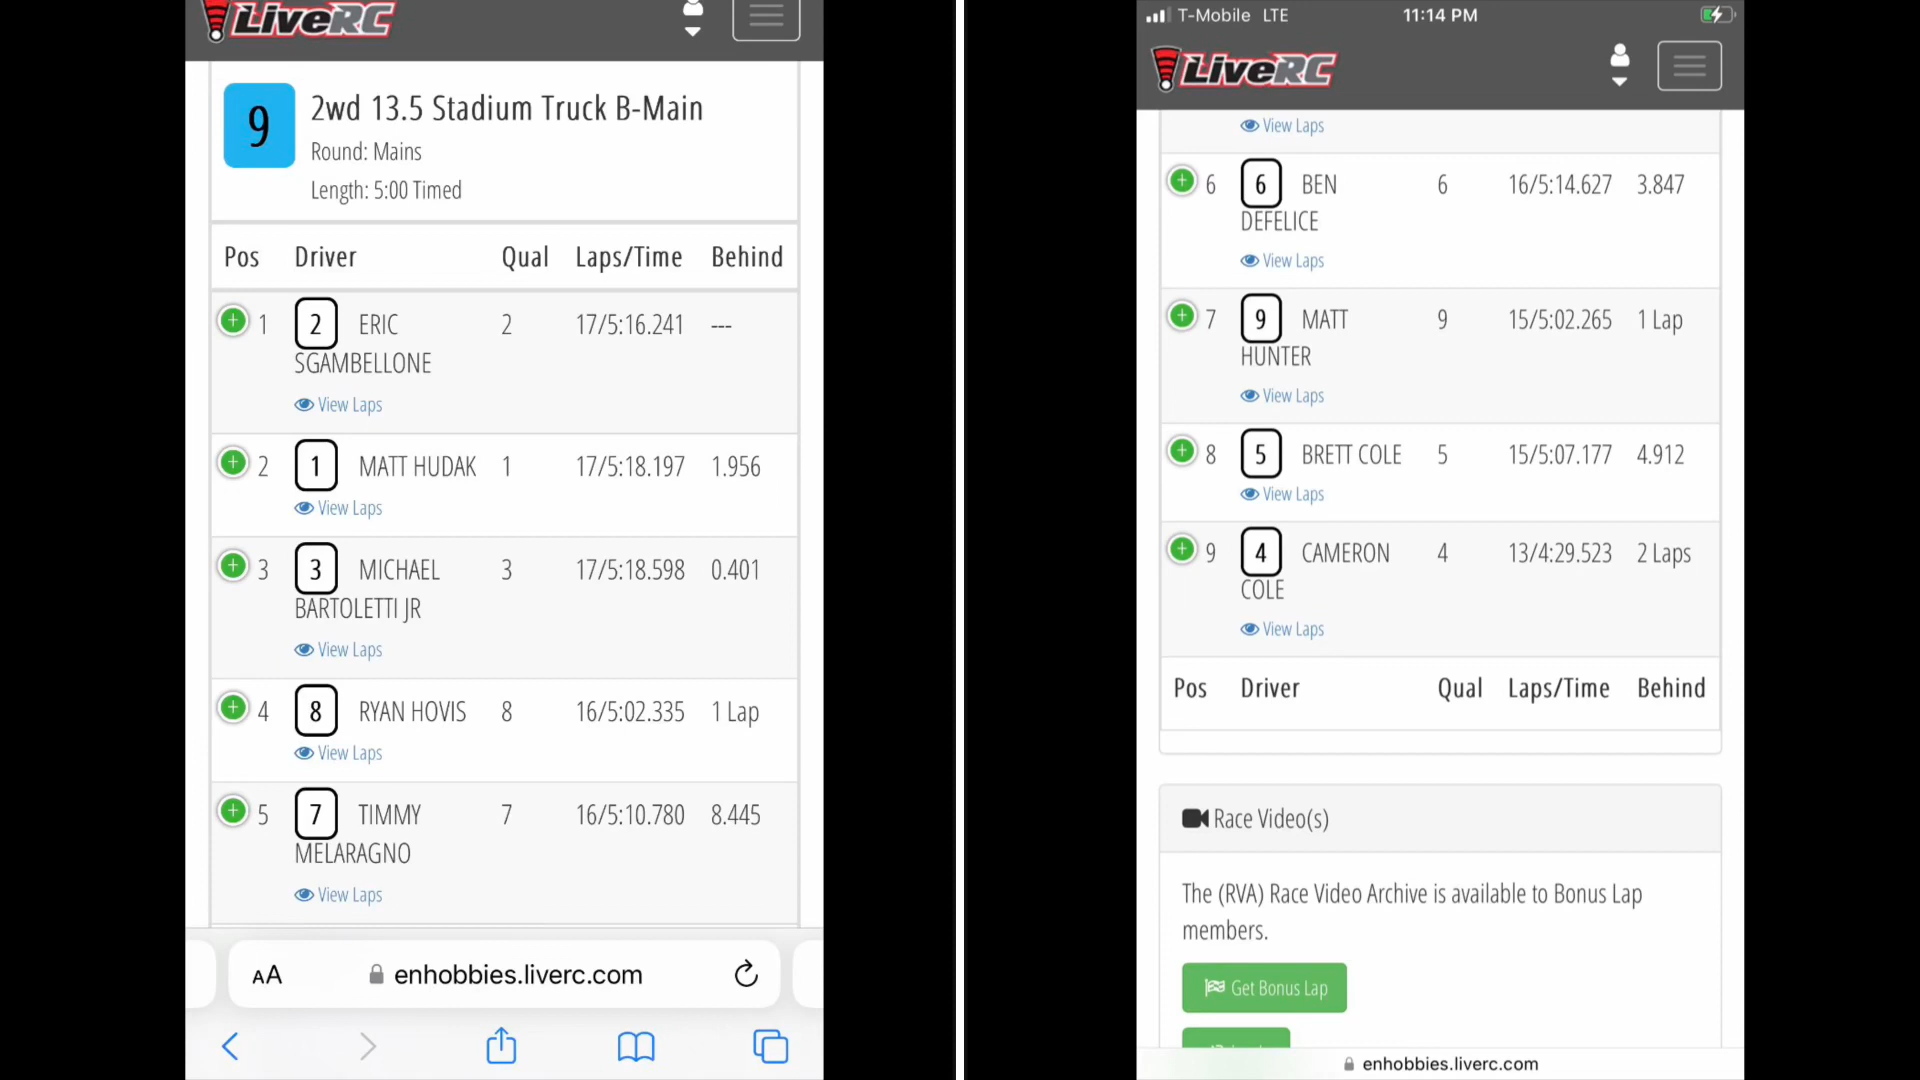 LiveRC
9
2wd 13.5 Stadium Truck B-Main
Round: Mains
Length: 5:00 Timed
Pos Driver Qual Laps/Time Behind
1 2 ERIC SGAMBELLONE 2 17/5:16.241 ---
View Laps
2 1 MATT HUDAK 1 17/5:18.197 1.956
View Laps
3 3 MICHAEL BARTOLETTI JR 3 17/5:18.598 0.401
View Laps
4 8 RYAN HOVIS 8 16/5:02.335 1 Lap
View Laps
5 7 TIMMY MELARAGNO 7 16/5:10.780 8.445
View Laps
AA enhobbies.liverc.com
T-Mobile LTE 11:14 PM
LiveRC
View Laps
6 6 BEN DEFELICE 6 16/5:14.627 3.847
View Laps
7 9 MATT HUNTER 9 15/5:02.265 1 Lap
View Laps
8 5 BRETT COLE 5 15/5:07.177 4.912
View Laps
9 4 CAMERON COLE 4 13/4:29.523 2 Laps
View Laps
Pos Driver Qual Laps/Time Behind
Race Video(s)
The (RVA) Race Video Archive is available to Bonus Lap
members.
Get Bonus Lap
enhobbies.liverc.com